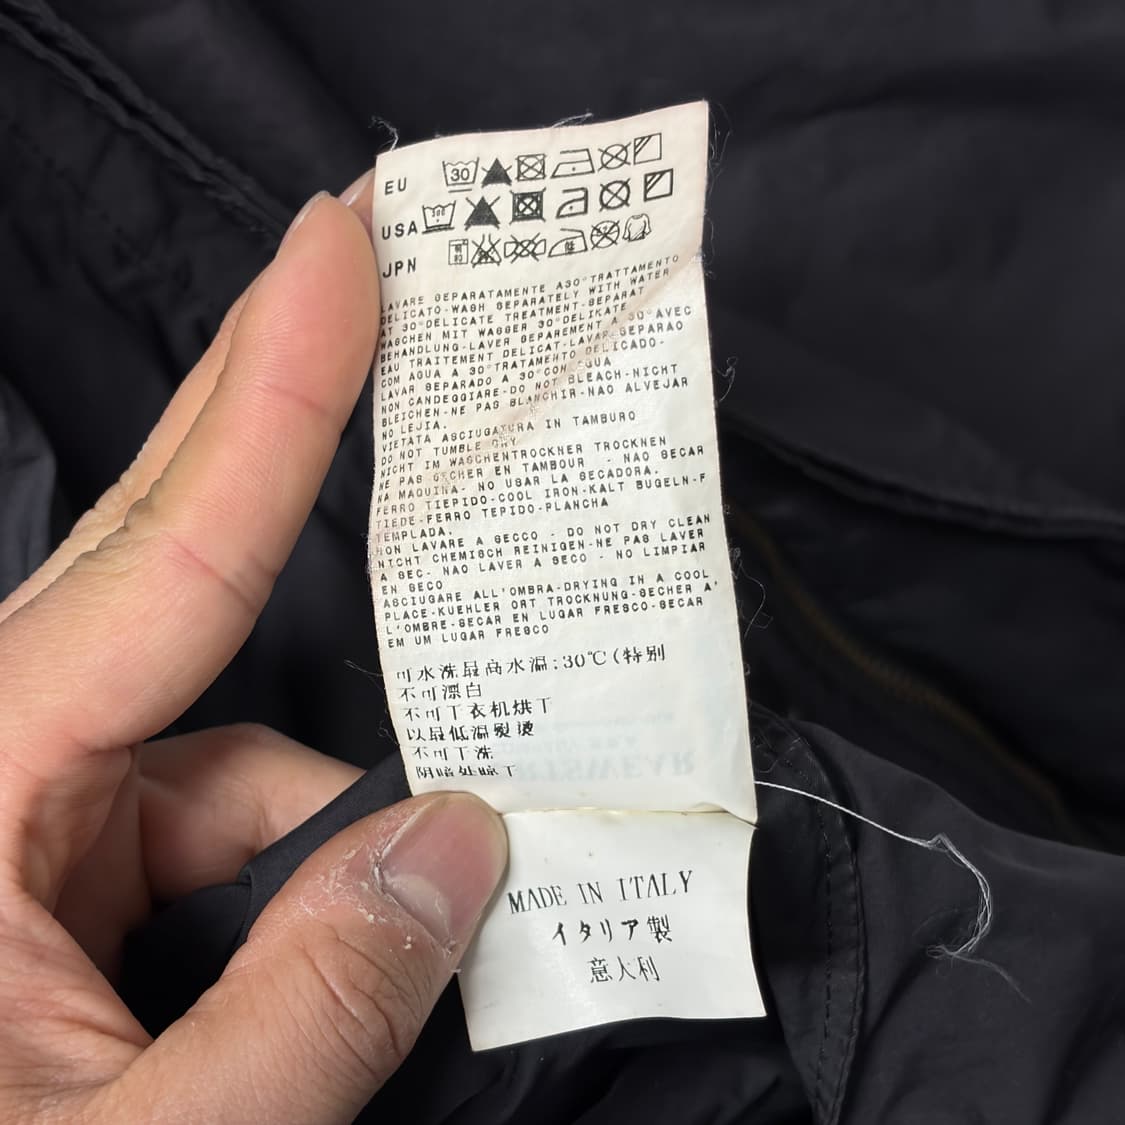 EU 30
USA
JPN
LAVARE SEPARATAMENTE A30°TRATTAMENTO
DELICATO-WASH SEPARATELY WITH WATER
AT 30°DELICATE TREATMENT-SEPARAT
WASCHEN MIT WASSER 30°DELIKATE
BEHANDLUNG-LAVER SEPAREMENT A 30°AVEC
EAU TRAITEMENT DELICAT-LAVAR SEPARAO
COM AGUA A 30°TRATAMENTO DELICADO-
LAVAR SEPARADO A 30°CON AGUA
NON CANDEGGIARE-DO NOT BLEACH-NICHT
BLEICHEN-NE PAS BLANCHIR-NAO ALVEJAR
NO LEJIA.
VIETATA ASCIUGATURA IN TAMBURO
DO NOT TUMBLE DRY
NICHT IM WASCHENTROCKNER TROCKNEN
NE PAS SECHER EN TAMBOUR - NAO SECAR
NA MAQUINA- NO USAR LA SECADORA.
FERRO TIEPIDO-COOL IRON-KALT BUGELN-F
TIEDE-FERRO TEPIDO-PLANCHA
TEMPLADA.
NON LAVARE A SECCO - DO NOT DRY CLEAN
NICHT CHEMISCH REINIGEN-NE PAS LAVER
A SEC- NAO LAVER A SECO - NO LIMPIAR
EN SECO
ASCIUGARE ALL'OMBRA-DRYING IN A COOL
PLACE-KUEHLER ORT TROCKNUNG-SECHER A'
L'OMBRE-SECAR EN LUGAR FRESCO-SECAR
EM UM LUGAR FRESCO
可水洗最高水温:30℃(特别
不可漂白
不可干衣机烘干
以最低温熨烫
不可干洗
阴暗处晾干
MADE IN ITALY
イタリア製
意大利